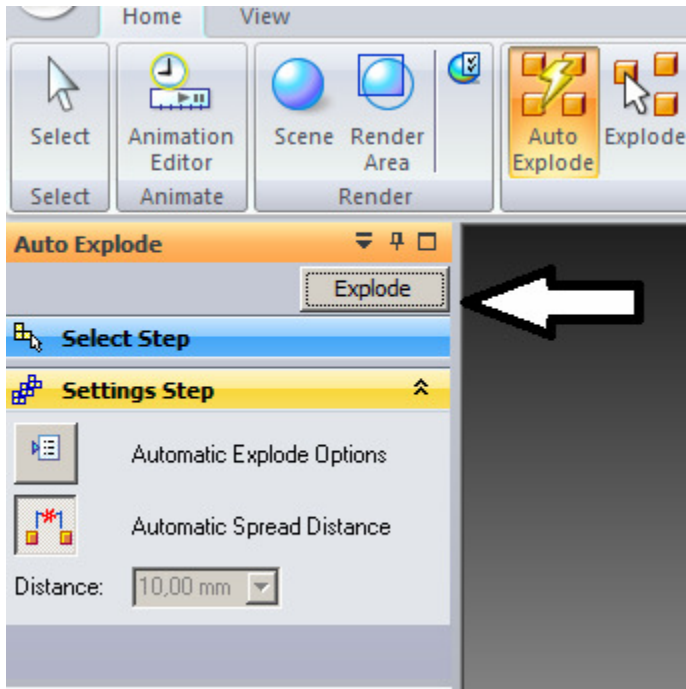 Home View
Select
Animation
Editor
Scene
Render
Area
Auto
Explode
Explode
Select
Animate
Render
Auto Explode
Explode
Select Step
Settings Step
Automatic Explode Options
Automatic Spread Distance
Distance: 10,00 mm